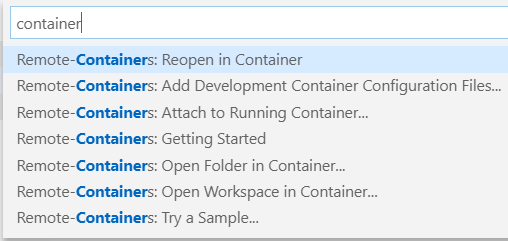 container
Remote-Containers: Reopen in Container
Remote-Containers: Add Development Container Configuration Files...
Remote-Containers: Attach to Running Container...
Remote-Containers: Getting Started
Remote-Containers: Open Folder in Container...
Remote-Containers: Open Workspace in Container...
Remote-Containers: Try a Sample...